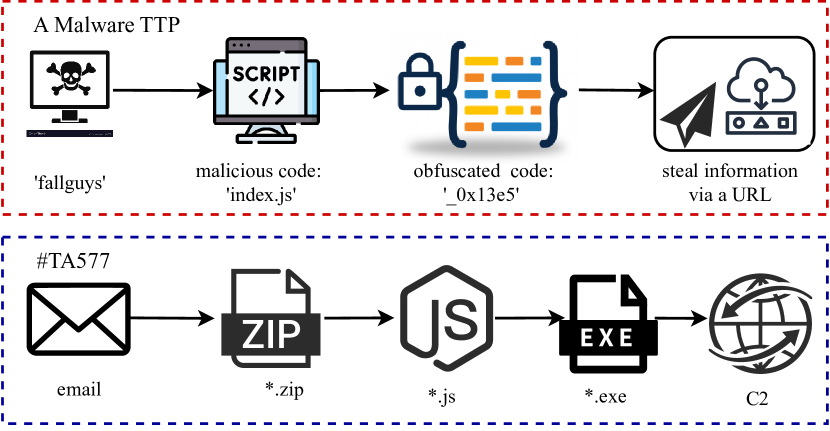 A Malware TTP
SCRIPT
</>
'fallguys'
malicious code:
'index.js'
obfuscated code:
'_0x13e5'
steal information
via a URL
#TA577
ZIP
JS
EXE
email
*.zip
*.js
*.exe
C2